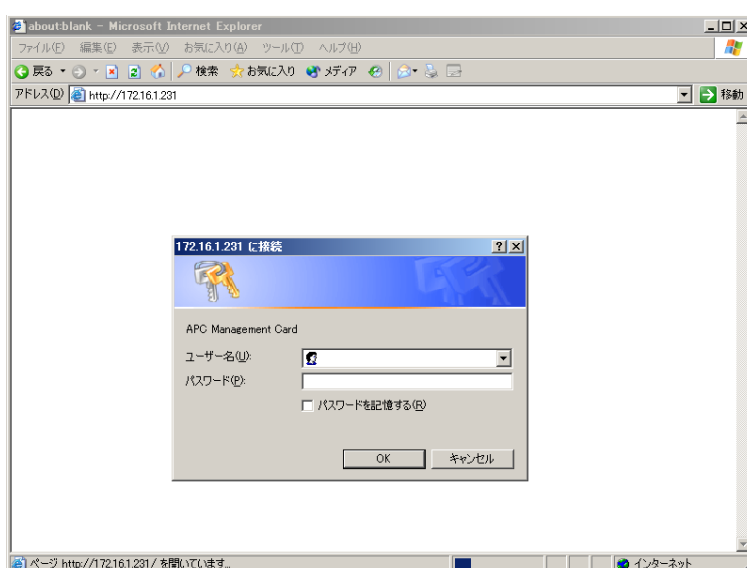 about:blank - Microsoft Internet Explorer
ファイル(F) 編集(E) 表示(V) お気に入り(A) ツール(T) ヘルプ(H)
戻る 検索 お気に入り メディア
アドレス(D) http://172.16.1.231 移動
172.16.1.231 に接続
APC Management Card
ユーザー名(U):
パスワード(P):
パスワードを記憶する(R)
OK キャンセル
ページ http://172.16.1.231/ を開いています... インターネット